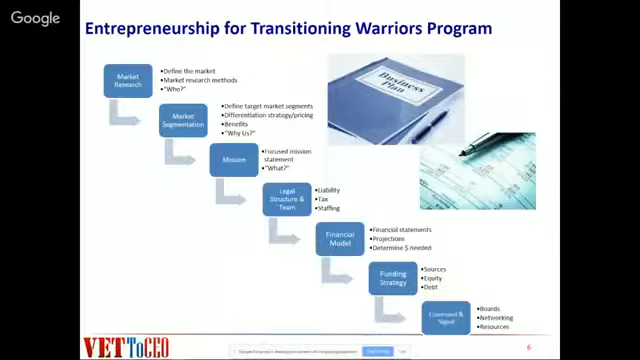 Google
Entrepreneurship for Transitioning Warriors Program
Market
Research
•Define the market
•Market research methods
•"Who?"
Market
Segmentation
•Define target market segments
•Differentiation strategy/pricing
•Benefits
•"Why Us?"
Mission
•Focused mission
statement
•"What?"
Legal
Structure &
Team
•Liability
•Tax
•Staffing
Financial
Model
•Financial statements
•Projections
•Determine $ needed
Funding
Strategy
•Sources
•Equity
•Debt
Command &
Signal
•Boards
•Networking
•Resources
Business
Plan
VETTOCEO
6